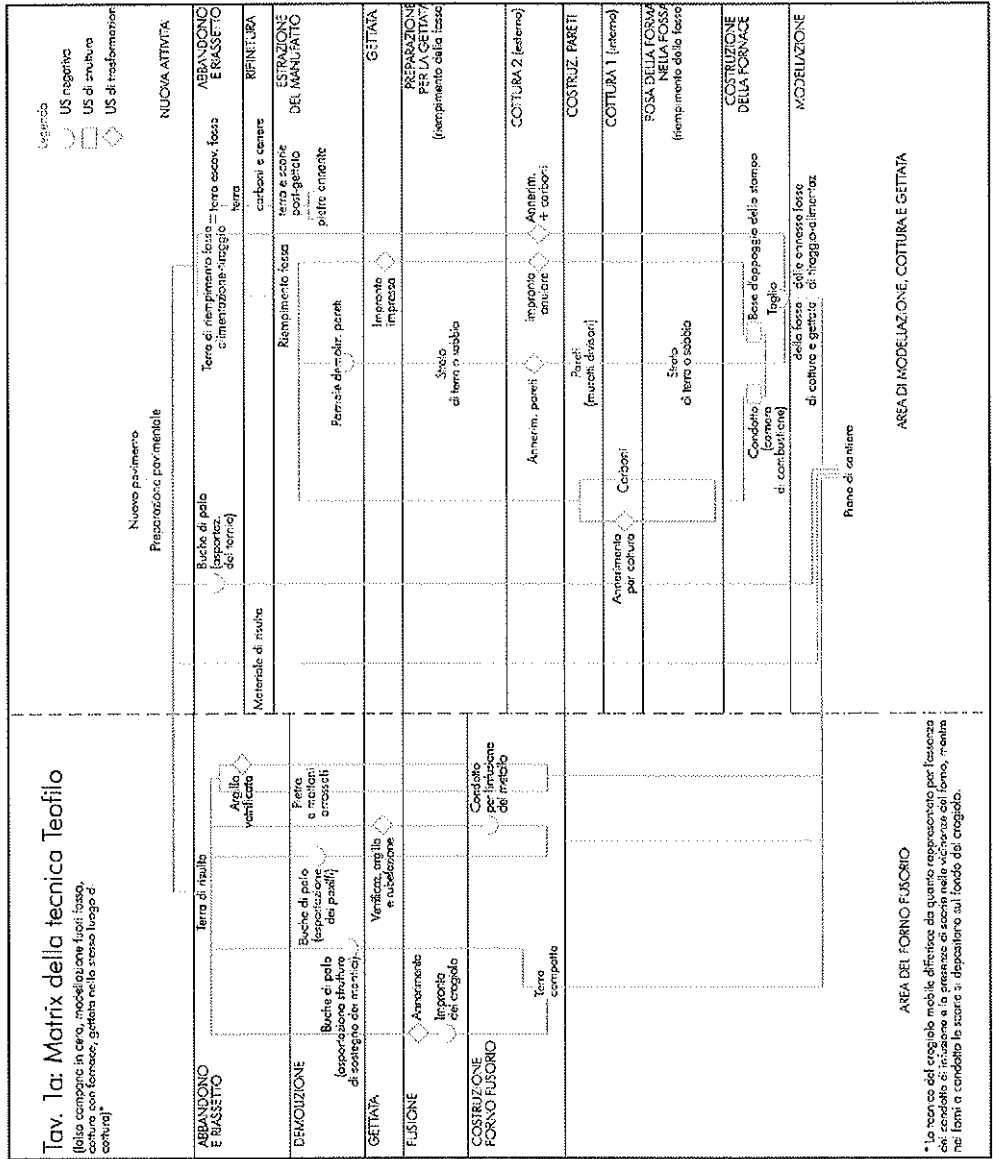 Tav. 1a: Matrix della tecnica Teofilo
(falsa campana in cera, modellazione fuori fossa,
cottura con fornace, gettata nello stesso luogo di
cottura)*
Legenda
US negativa
US di struttura
US di trasformazione
NUOVA ATTIVITA'
Nuovo pavimento
Preparazione pavimentale
ABBANDONO
E RIASSETTO
Terra di risulta
Argilla
vetrificata
Buche di palo
(asportaz.
del tornio)
Terra di riempimento fossa = terra escav. fossa
alimentazione-tiraggio
terra
ABBANDONO
E RIASSETTO
Materiale di risulta
carboni e cenere
RIFINITURA
DEMOLIZIONE
Buche di palo
(asportazione struttura
di sostegno dei mantici)
Buche di palo
(asportazione
dei paxilli)
Pietre
e mattoni
arrossati
Riempimento fossa
Parziale demoliz. pareti
terra e scorie
post-gettata
pietre annerite
ESTRAZIONE
DEL MANUFATTO
GETTATA
Vetrificaz. argilla
e rubefazione
Impronta
impressa
GETTATA
FUSIONE
Annerimento
Impronta
del crogiolo
Strato
di terra o sabbia
PREPARAZIONE
PER LA GETTATA
(riempimento della fossa)
COSTRUZIONE
FORNO FUSORIO
Terra
compatta
Condotto
per l'infusione
del metallo
Annerim. pareti
impronta
anulare
Annerim.
+ carboni
COTTURA 2 (esterno)
Pareti
(muretti divisori)
COSTRUZ. PARETI
Annerimento
per cottura
Carboni
COTTURA 1 (interno)
Strato
di terra o sabbia
POSA DELLA FORMA
NELLA FOSSA
(riempimento della fossa)
Condotto
(camera
di combustione)
Base d'appoggio dello stampo
Taglio
COSTRUZIONE
DELLA FORNACE
della fossa
di cottura e gettata
delle annesse fosse
di tiraggio-alimentaz
MODELLAZIONE
Piano di cantiere
AREA DEL FORNO FUSORIO
AREA DI MODELLAZIONE, COTTURA E GETTATA
* La tecnica del crogiolo mobile differisce da quanto rappresentato per l'assenza
del condotto di infusione e la presenza di scorie nelle vicinanze del forno, mentre
nei forni a condotto le scorie si depositano sul fondo del crogiolo.